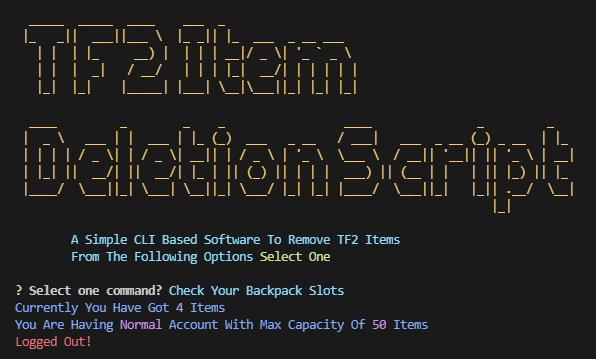 TF2 Item
Deletion Script
A Simple CLI Based Software To Remove TF2 Items
From The Following Options Select One
? Select one command? Check Your Backpack Slots
Currently You Have Got 4 Items
You Are Having Normal Account With Max Capacity Of 50 Items
Logged Out!